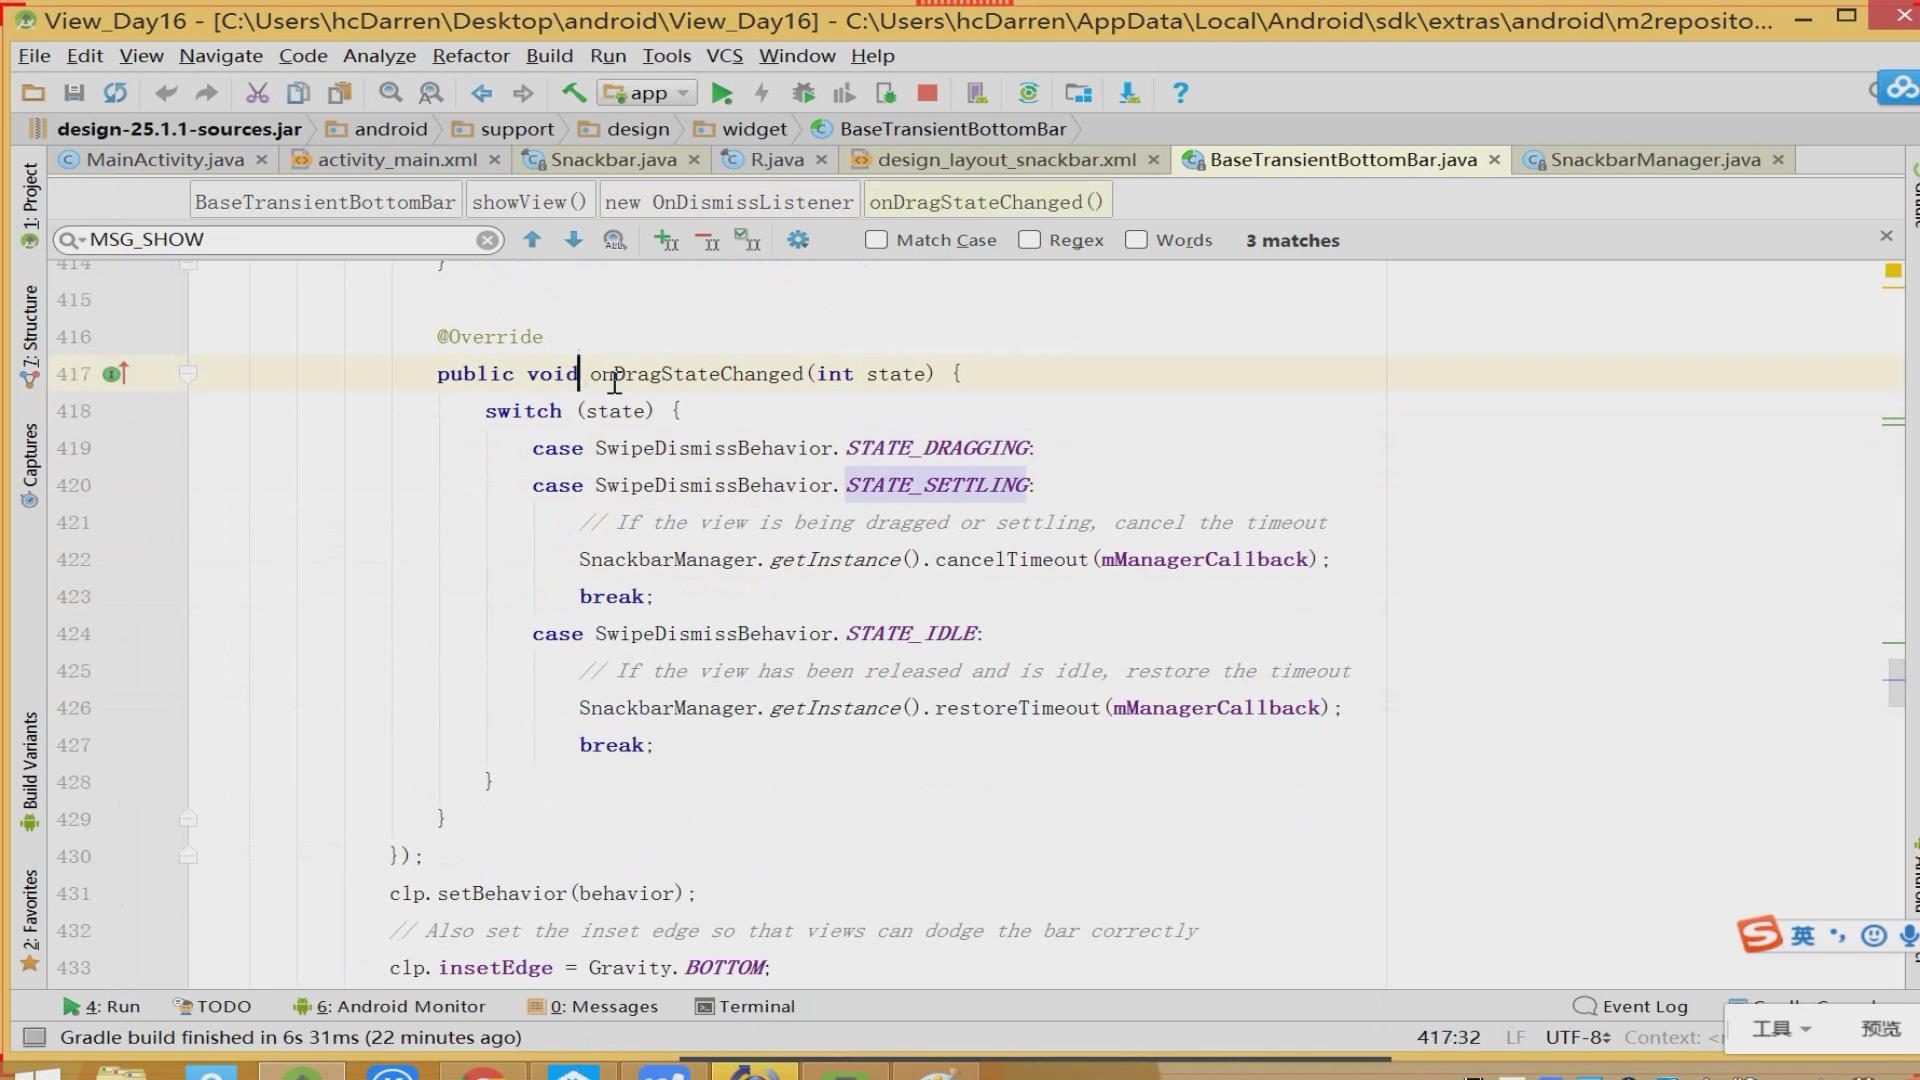 View_Day16 - [C:\Users\hcDarren\Desktop\android\View_Day16] - C:\Users\hcDarren\AppData\Local\Android\sdk\extras\android\m2reposito...
File Edit View Navigate Code Analyze Refactor Build Run Tools VCS Window Help
app
design-25.1.1-sources.jar android support design widget BaseTransientBottomBar
MainActivity.java activity_main.xml Snackbar.java R.java design_layout_snackbar.xml BaseTransientBottomBar.java SnackbarManager.java
BaseTransientBottomBar showView() new OnDismissListener onDragStateChanged()
MSG_SHOW Match Case Regex Words 3 matches
1: Project
7: Structure
Captures
Build Variants
2: Favorites
414 }
415
416 @Override
417 public void onDragStateChanged(int state) {
418 switch (state) {
419 case SwipeDismissBehavior.STATE_DRAGGING:
420 case SwipeDismissBehavior.STATE_SETTLING:
421 // If the view is being dragged or settling, cancel the timeout
422 SnackbarManager.getInstance().cancelTimeout(mManagerCallback);
423 break;
424 case SwipeDismissBehavior.STATE_IDLE:
425 // If the view has been released and is idle, restore the timeout
426 SnackbarManager.getInstance().restoreTimeout(mManagerCallback);
427 break;
428 }
429 }
430 });
431 clp.setBehavior(behavior);
432 // Also set the inset edge so that views can dodge the bar correctly
433 clp.insetEdge = Gravity.BOTTOM;
英
4: Run TODO 6: Android Monitor 0: Messages Terminal Event Log
Gradle build finished in 6s 31ms (22 minutes ago) 417:32 LF UTF-8 Context:
工具 预览